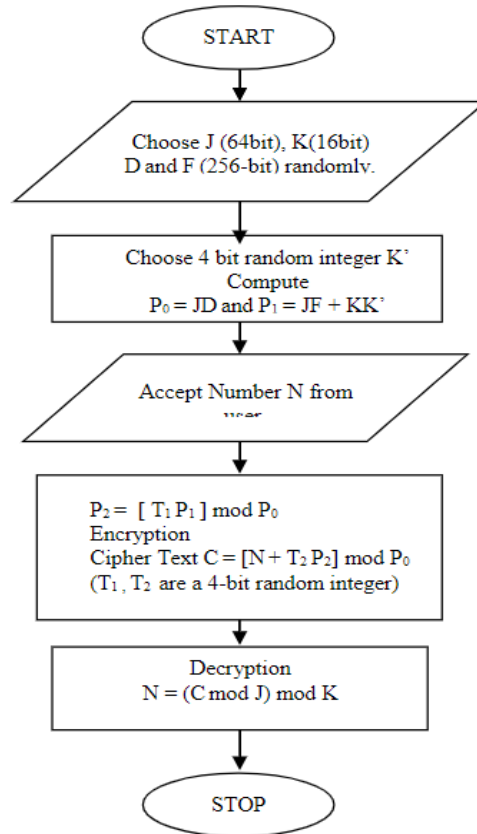 START
Choose J (64bit), K(16bit)
D and F (256-bit) randomly.
Choose 4 bit random integer K’
Compute
P₀ = JD and P₁ = JF + KK’
Accept Number N from
user
P₂ = [ T₁ P₁ ] mod P₀
Encryption
Cipher Text C = [N + T₂ P₂] mod P₀
(T₁ , T₂ are a 4-bit random integer)
Decryption
N = (C mod J) mod K
STOP